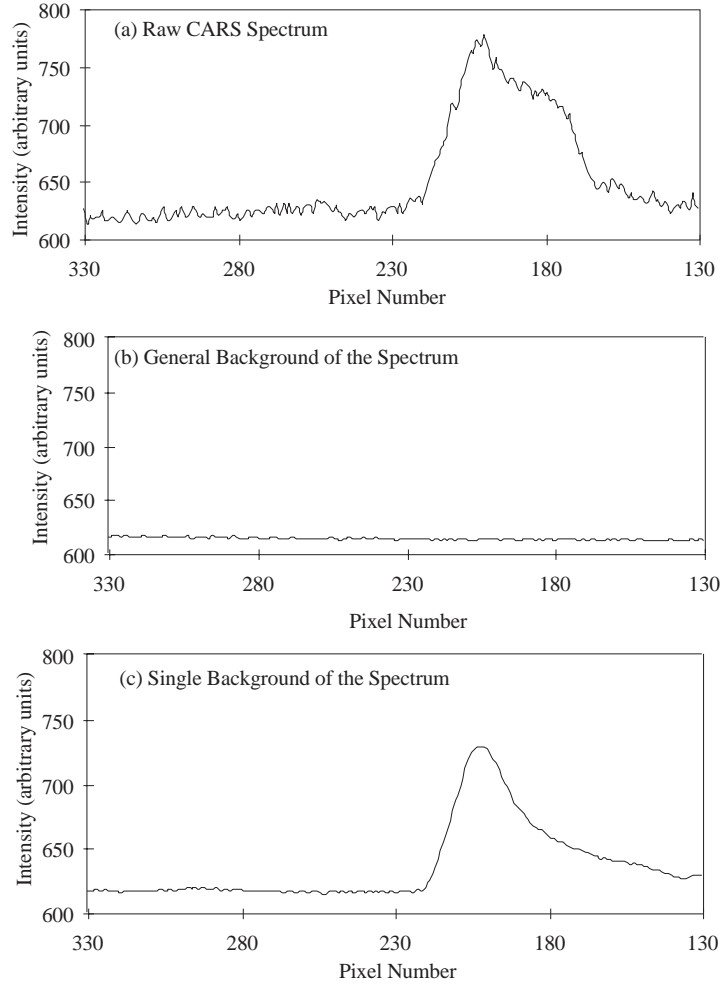 (a) Raw CARS Spectrum
Intensity (arbitrary units)
800
750
700
650
600
330 280 230 180 130
Pixel Number
(b) General Background of the Spectrum
Intensity (arbitrary units)
800
750
700
650
600
330 280 230 180 130
Pixel Number
(c) Single Background of the Spectrum
Intensity (arbitrary units)
800
750
700
650
600
330 280 230 180 130
Pixel Number